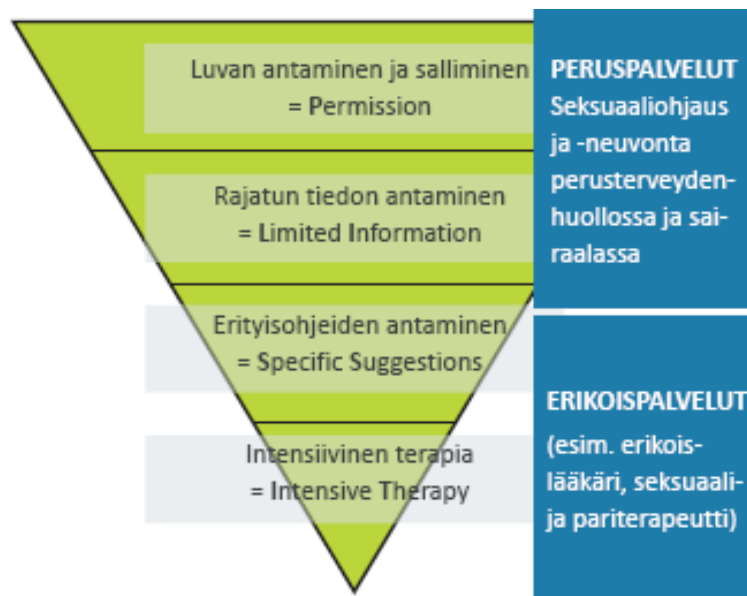 Luvan antaminen ja salliminen
= Permission
Rajatun tiedon antaminen
= Limited Information
Erityisohjeiden antaminen
= Specific Suggestions
Intensiivinen terapia
= Intensive Therapy
PERUSPALVELUT
Seksuaaliohjaus
ja -neuvonta
perusterveyden-
huollossa ja sai-
raalassa
ERIKOISPALVELUT
(esim. erikois-
lääkäri, seksuaali-
ja pariterapeutti)